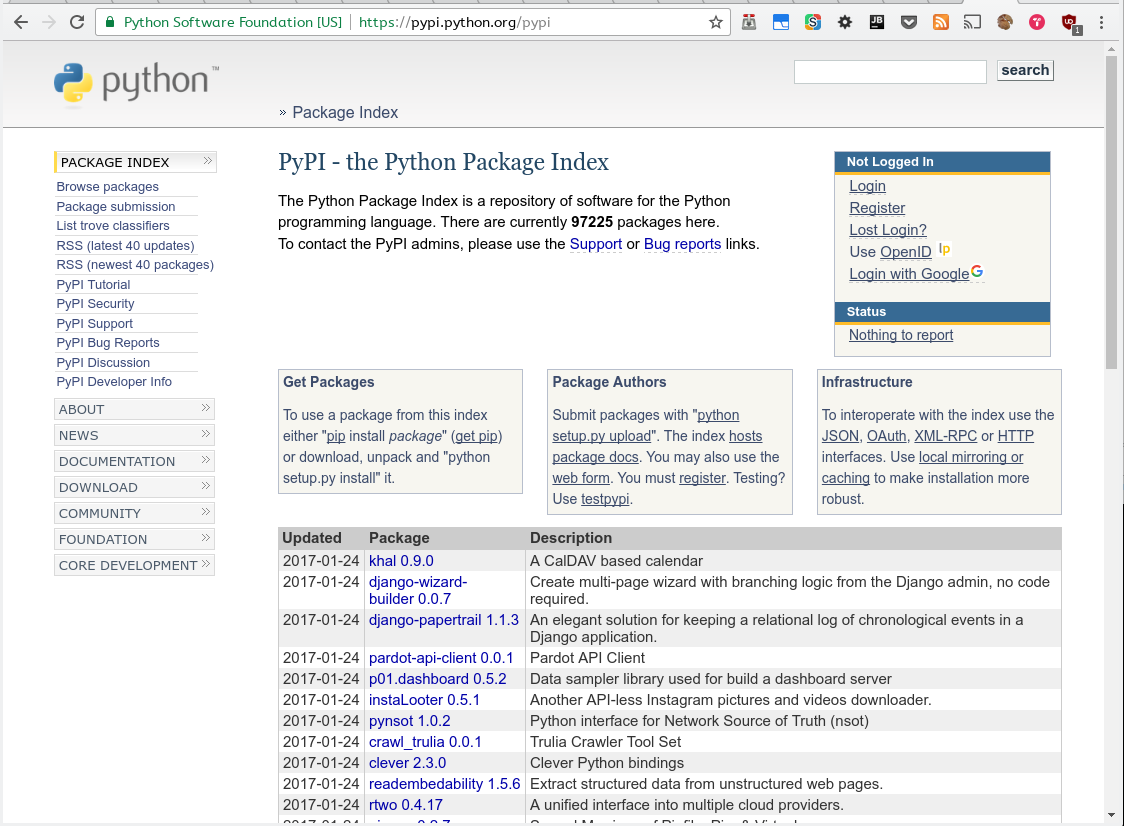 Python Software Foundation [US] https://pypi.python.org/pypi
JB
1
python™
search
» Package Index
PACKAGE INDEX
Browse packages
Package submission
List trove classifiers
RSS (latest 40 updates)
RSS (newest 40 packages)
PyPI Tutorial
PyPI Security
PyPI Support
PyPI Bug Reports
PyPI Discussion
PyPI Developer Info
ABOUT
NEWS
DOCUMENTATION
DOWNLOAD
COMMUNITY
FOUNDATION
CORE DEVELOPMENT
PyPI - the Python Package Index
The Python Package Index is a repository of software for the Python
programming language. There are currently 97225 packages here.
To contact the PyPI admins, please use the Support or Bug reports links.
Not Logged In
Login
Register
Lost Login?
Use OpenID
Login with Google
Status
Nothing to report
Get Packages
To use a package from this index
either "pip install package" (get pip)
or download, unpack and "python
setup.py install" it.
Package Authors
Submit packages with "python
setup.py upload". The index hosts
package docs. You may also use the
web form. You must register. Testing?
Use testpypi.
Infrastructure
To interoperate with the index use the
JSON, OAuth, XML-RPC or HTTP
interfaces. Use local mirroring or
caching to make installation more
robust.
Updated Package Description
2017-01-24 khal 0.9.0 A CalDAV based calendar
2017-01-24 django-wizard- Create multi-page wizard with branching logic from the Django admin, no code
builder 0.0.7 required.
2017-01-24 django-papertrail 1.1.3 An elegant solution for keeping a relational log of chronological events in a
Django application.
2017-01-24 pardot-api-client 0.0.1 Pardot API Client
2017-01-24 p01.dashboard 0.5.2 Data sampler library used for build a dashboard server
2017-01-24 instaLooter 0.5.1 Another API-less Instagram pictures and videos downloader.
2017-01-24 pynsot 1.0.2 Python interface for Network Source of Truth (nsot)
2017-01-24 crawl_trulia 0.0.1 Trulia Crawler Tool Set
2017-01-24 clever 2.3.0 Clever Python bindings
2017-01-24 readembedability 1.5.6 Extract structured data from unstructured web pages.
2017-01-24 rtwo 0.4.17 A unified interface into multiple cloud providers.